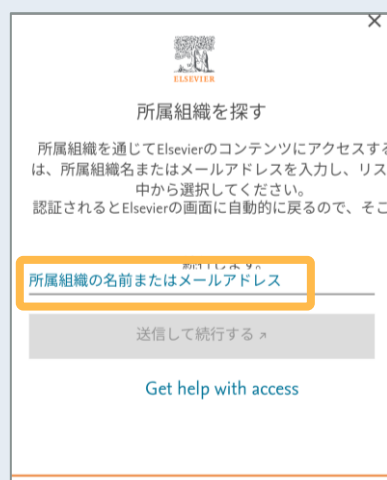 ELSEVIER
所属組織を探す
所属組織を通じてElsevierのコンテンツにアクセスする
は、所属組織名またはメールアドレスを入力し、リス
中から選択してください。
認証されるとElsevierの画面に自動的に戻るので、そこ
続行します。
所属組織の名前またはメールアドレス
送信して続行する
Get help with access